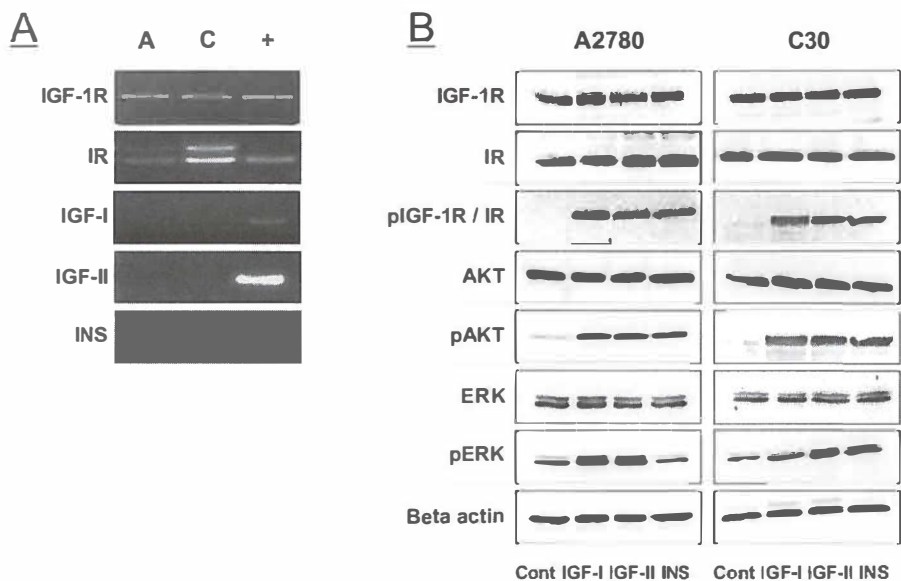 A
A C +
IGF-1R
IR
IGF-I
IGF-II
INS
B
A2780 C30
IGF-1R
IR
pIGF-1R / IR
AKT
pAKT
ERK
pERK
Beta actin
Cont IGF-I IGF-II INS Cont IGF-I IGF-II INS